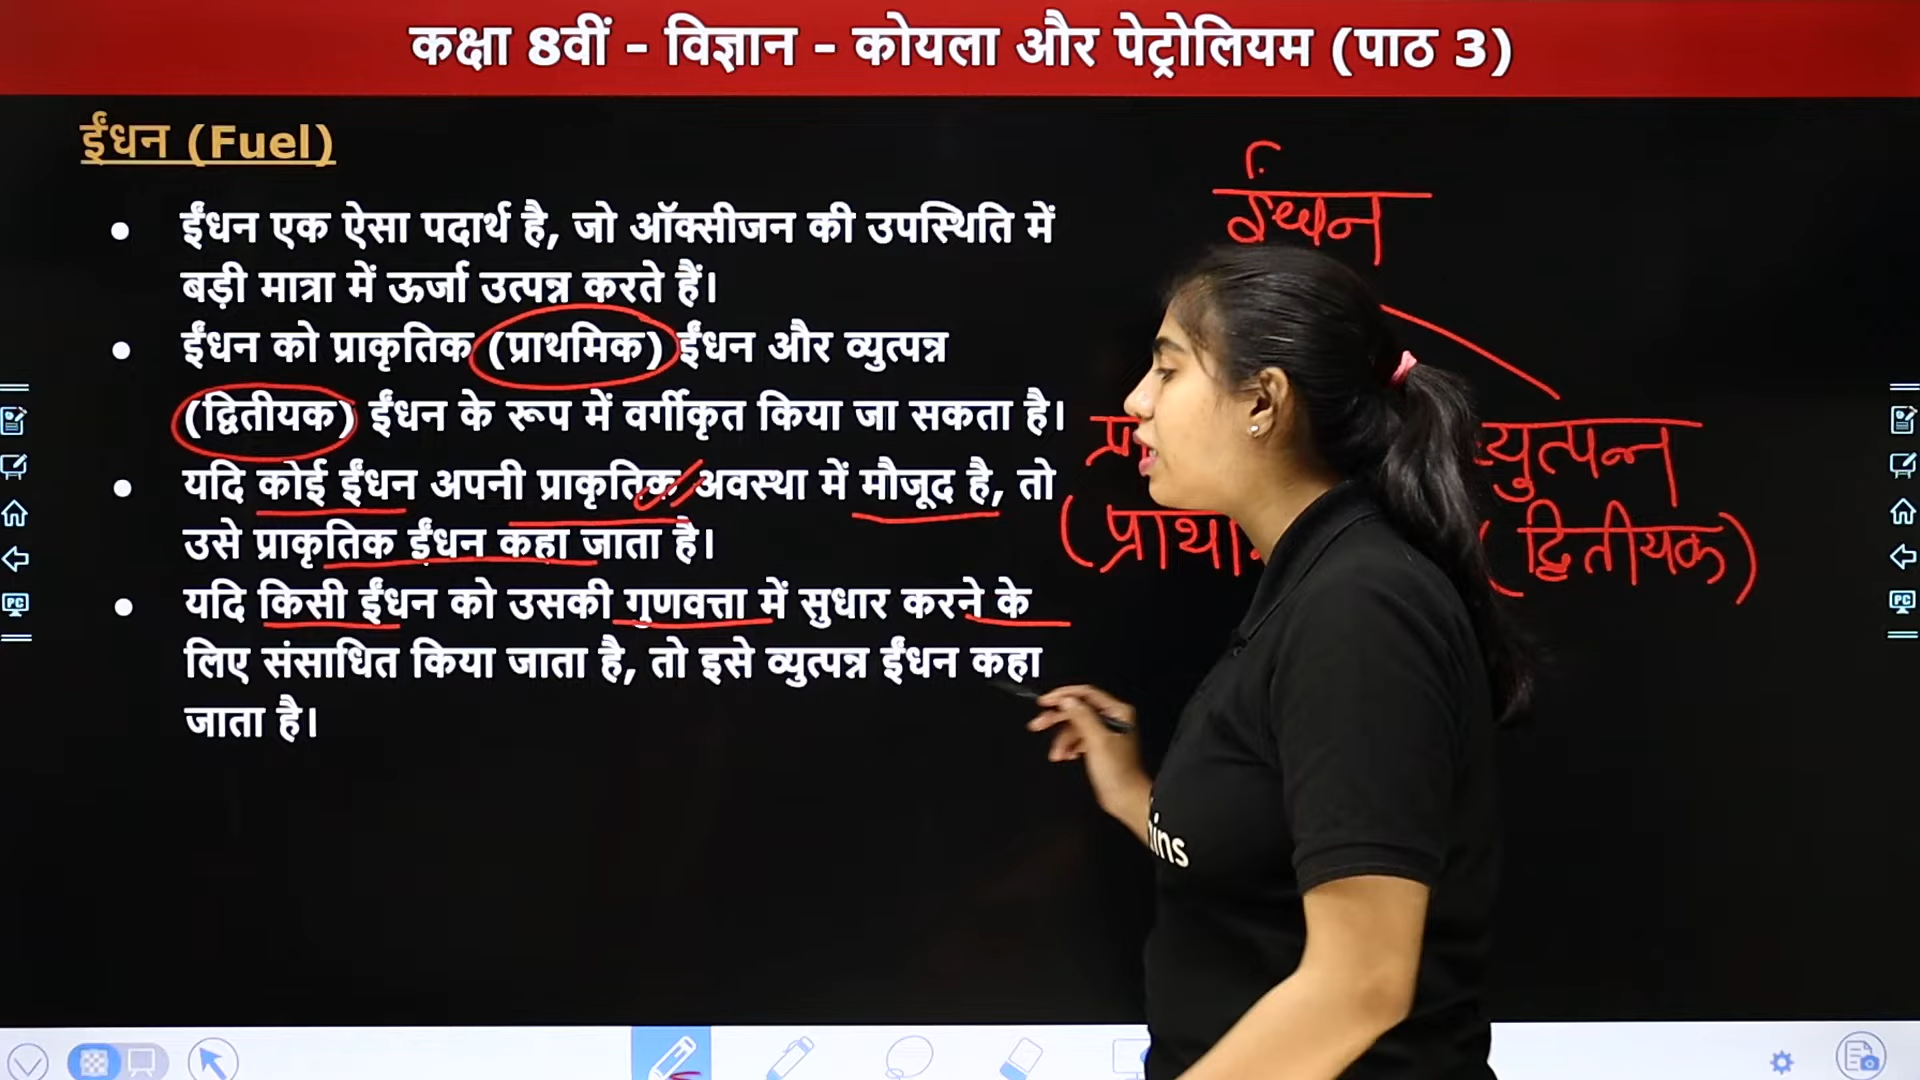 कक्षा 8वीं – विज्ञान – कोयला और पेट्रोलियम (पाठ 3)
ईंधन (Fuel)
• ईंधन एक ऐसा पदार्थ है, जो ऑक्सीजन की उपस्थिति में
बड़ी मात्रा में ऊर्जा उत्पन्न करते हैं।
• ईंधन को प्राकृतिक (प्राथमिक) ईंधन और व्युत्पन्न
(द्वितीयक) ईंधन के रूप में वर्गीकृत किया जा सकता है।
• यदि कोई ईंधन अपनी प्राकृतिक अवस्था में मौजूद है, तो
उसे प्राकृतिक ईंधन कहा जाता है।
• यदि किसी ईंधन को उसकी गुणवत्ता में सुधार करने के
लिए संसाधित किया जाता है, तो इसे व्युत्पन्न ईंधन कहा
जाता है।
ईंधन
व्युत्पन्न
(द्वितीयक)
PC
PC